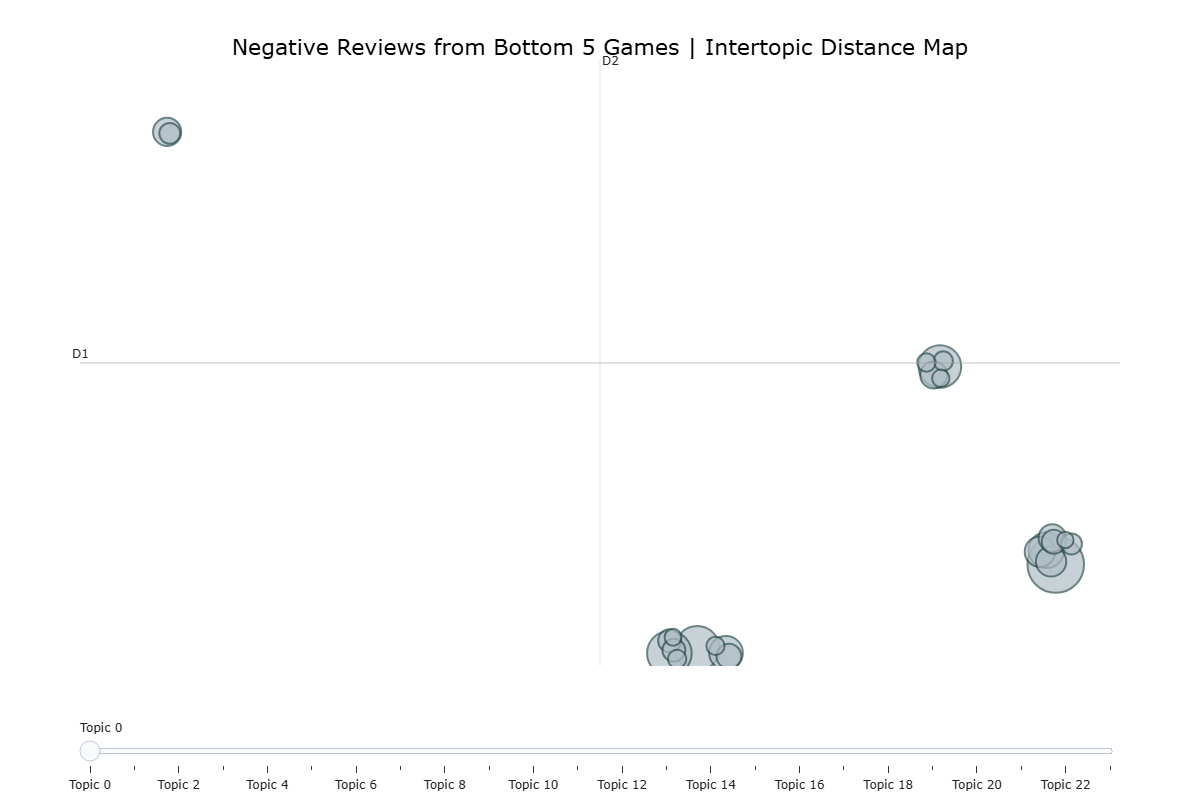 Negative Reviews from Bottom 5 Games | Intertopic Distance Map
D2
D1
Topic 0
Topic 0 Topic 2 Topic 4 Topic 6 Topic 8 Topic 10 Topic 12 Topic 14 Topic 16 Topic 18 Topic 20 Topic 22